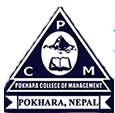 P
C M
POKHARA COLLEGE OF MANAGEMENT
POKHARA, NEPAL